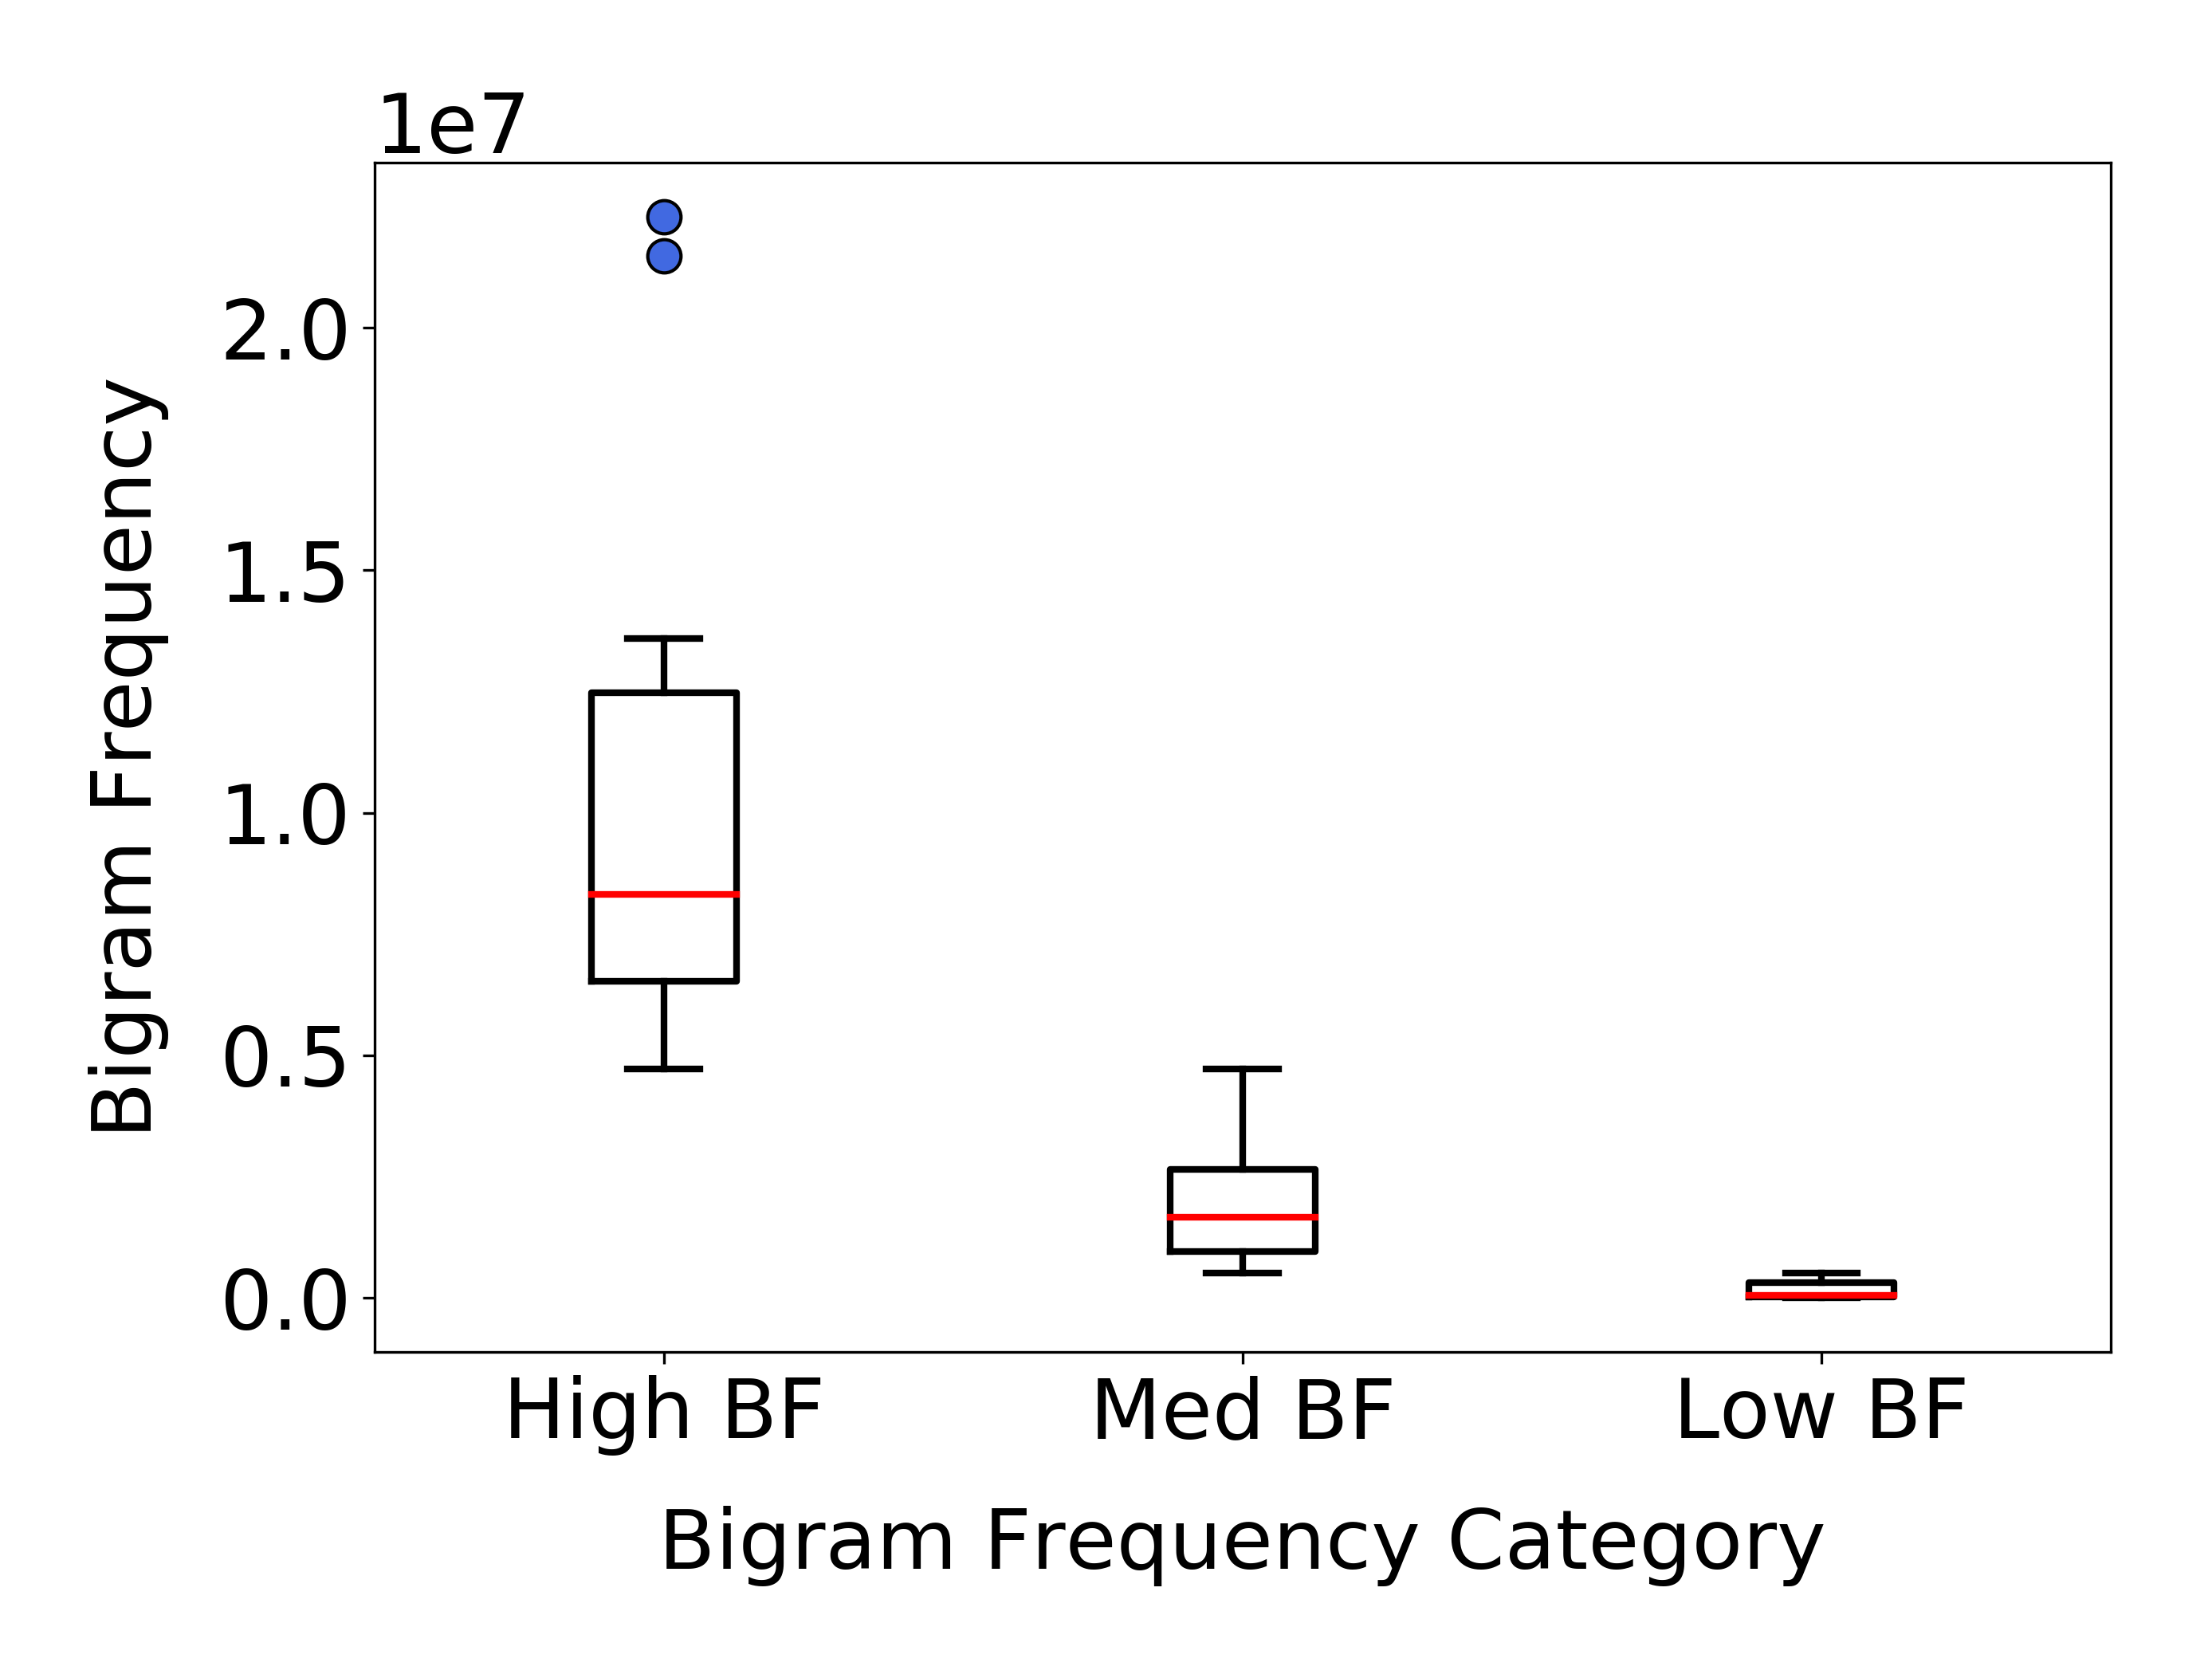 1e7
2.0
1.5
1.0
0.5
0.0
Bigram Frequency
High BF
Med BF
Low BF
Bigram Frequency Category